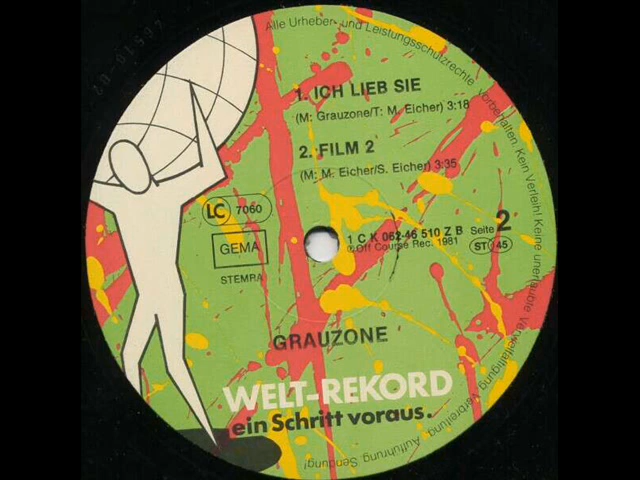 Alle Urheber- und Leistungsschutzrechte vorbehalten. Kein Verleih! Keine unerlaubte Vervielfältigung, Verbreitung, Aufführung, Sendung!
1. ICH LIEB SIE
(M: Grauzone/T: M. Eicher) 3:18
2. FILM 2
(M: M. Eicher/S. Eicher) 3:35
LC 7060
GEMA
STEMRA
1 C K 062-46 510 Z B
℗Off Course Rec. 1981
Seite 2
ST 45
GRAUZONE
WELT-REKORD
ein Schritt voraus.